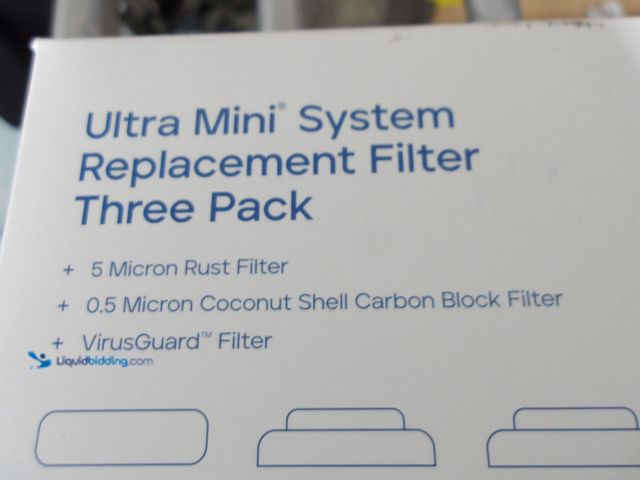 Ultra Mini® System
Replacement Filter
Three Pack
+ 5 Micron Rust Filter
+ 0.5 Micron Coconut Shell Carbon Block Filter
+ VirusGuard™ Filter
Liquidbidding.com